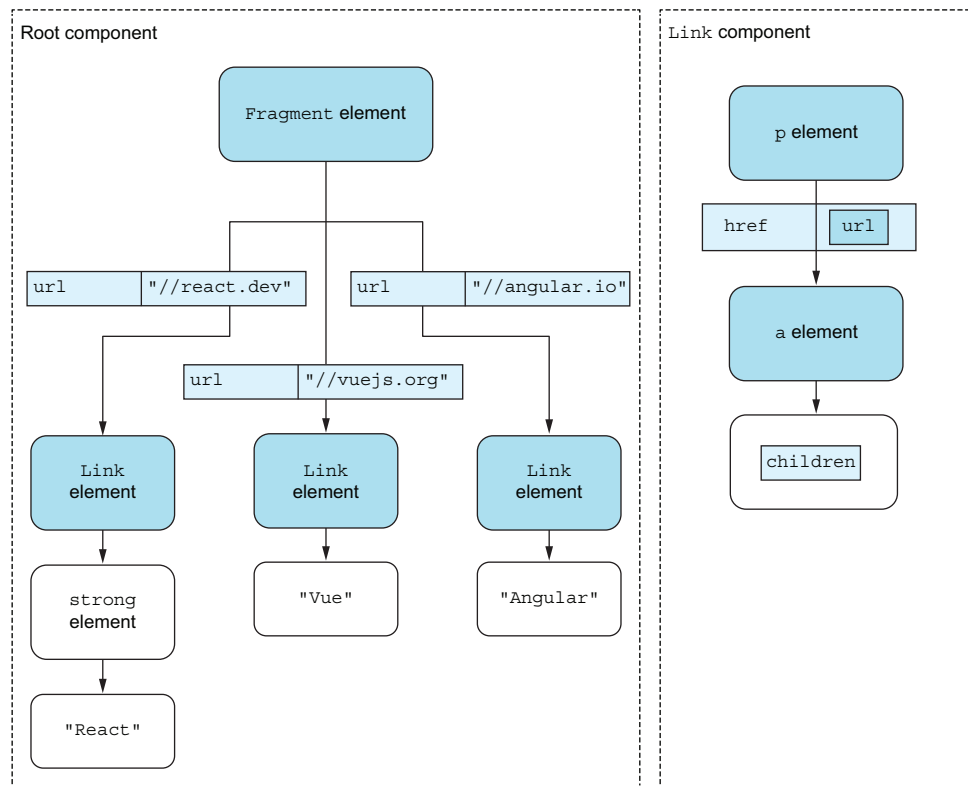 Root component
Fragment element
url "//react.dev"
url "//angular.io"
url "//vuejs.org"
Link
element
Link
element
Link
element
strong
element
"Vue"
"Angular"
"React"
Link component
p element
href url
a element
children